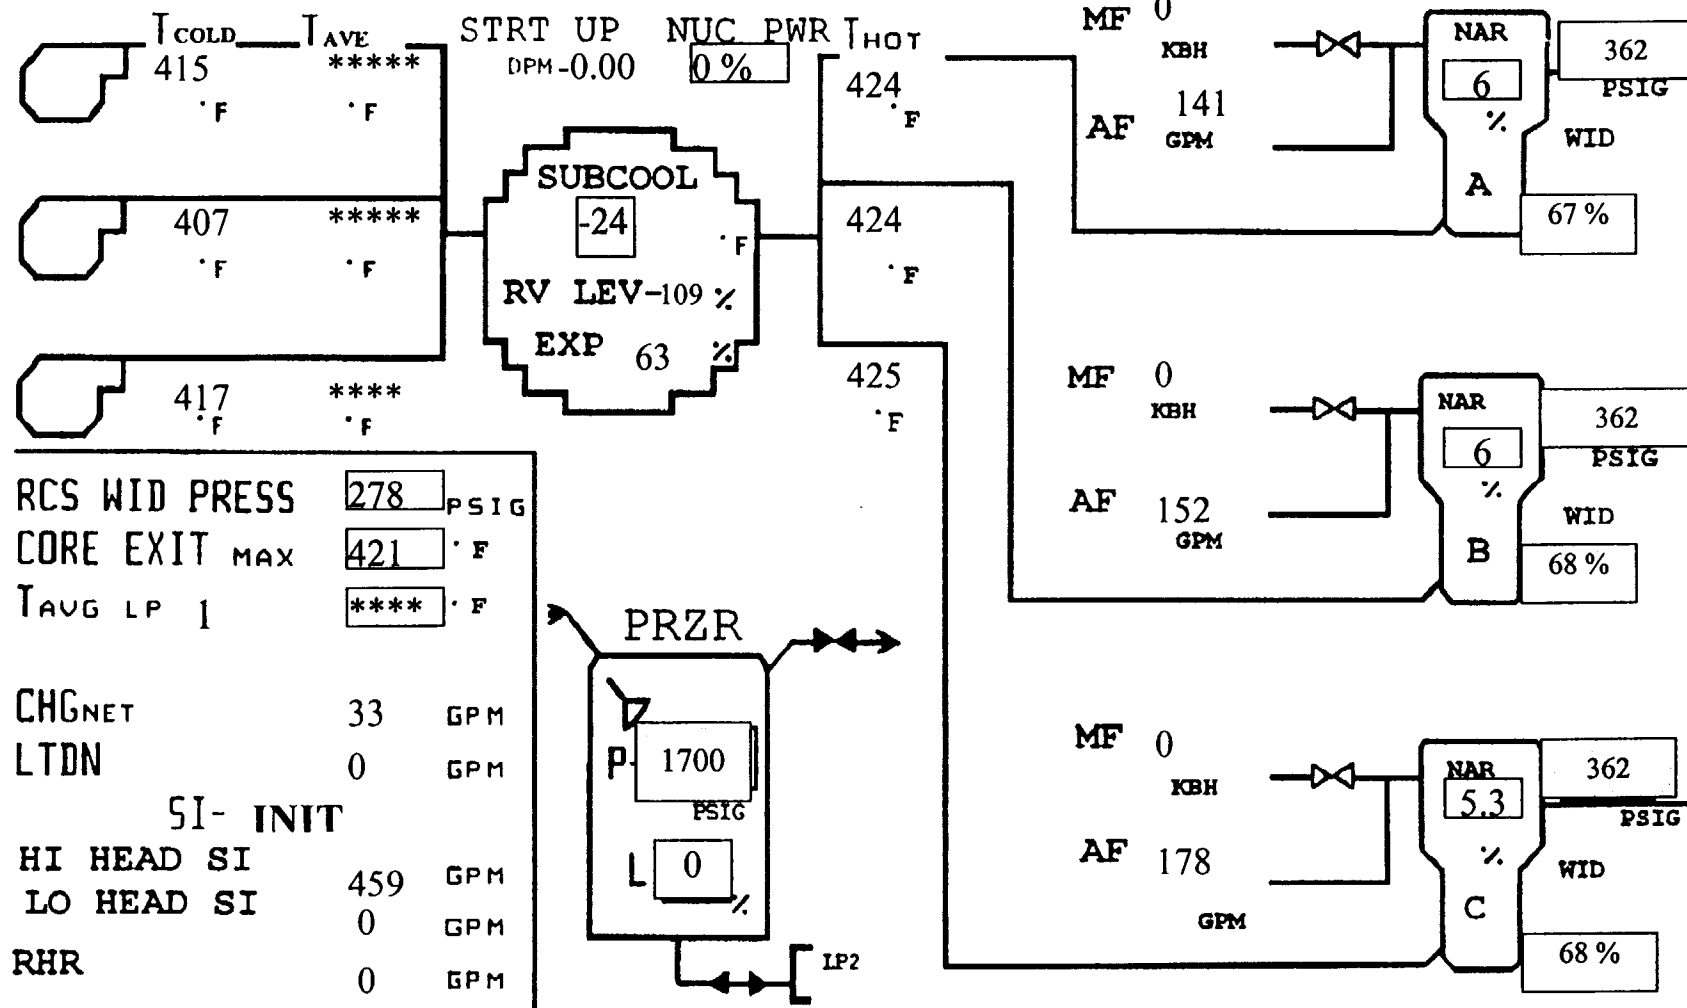 TCOLD TAVE STRT UP NUC PWR THOT
415 ***** DPM -0.00 0 % 424
°F °F °F
SUBCOOL
-24
°F
407 ***** 424
°F °F °F
RV LEV -109 %
EXP 63 %
417 **** 425
°F °F °F
RCS WID PRESS 278 PSIG
CORE EXIT MAX 421 °F
TAVG LP 1 **** °F
CHGNET 33 GPM
LTDN 0 GPM
SI- INIT
HI HEAD SI 459 GPM
LO HEAD SI 0 GPM
RHR 0 GPM
PRZR
P 1700
PSIG
L 0
%
LP2
MF 0
KBH
AF 141
GPM
NAR
6
%
A
362
PSIG
WID
67 %
MF 0
KBH
AF 152
GPM
NAR
6
%
B
362
PSIG
WID
68 %
MF 0
KBH
AF 178
GPM
NAR
5.3
%
C
362
PSIG
WID
68 %